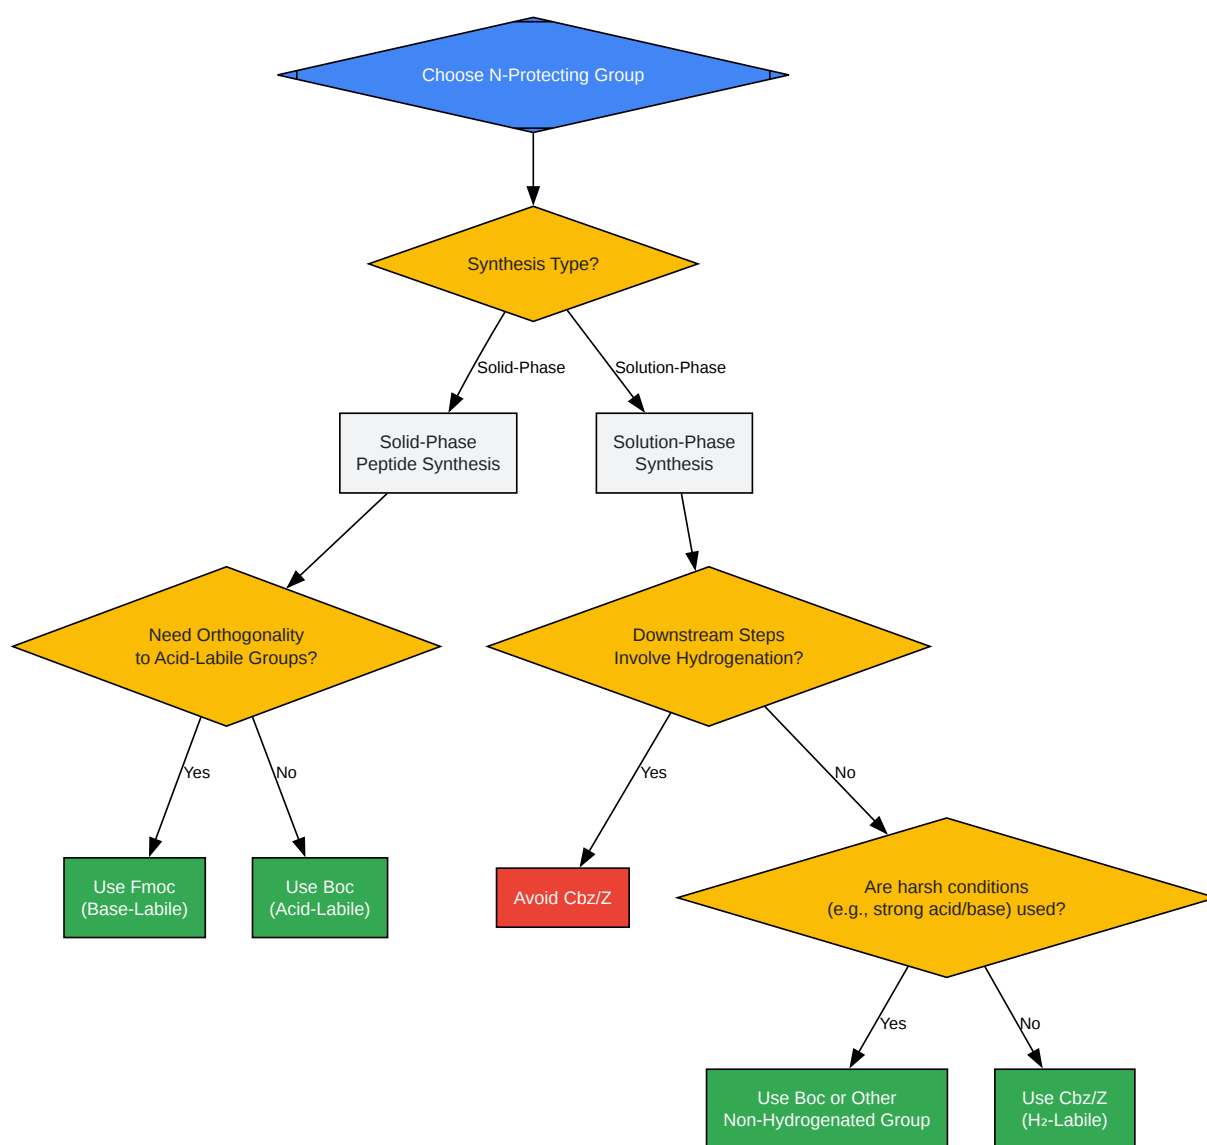 Choose N-Protecting Group
Synthesis Type?
Solid-Phase
Solution-Phase
Solid-Phase
Peptide Synthesis
Solution-Phase
Synthesis
Need Orthogonality
to Acid-Labile Groups?
Downstream Steps
Involve Hydrogenation?
Yes
No
Yes
No
Use Fmoc
(Base-Labile)
Use Boc
(Acid-Labile)
Avoid Cbz/Z
Are harsh conditions
(e.g., strong acid/base) used?
Yes
No
Use Boc or Other
Non-Hydrogenated Group
Use Cbz/Z
(H₂-Labile)